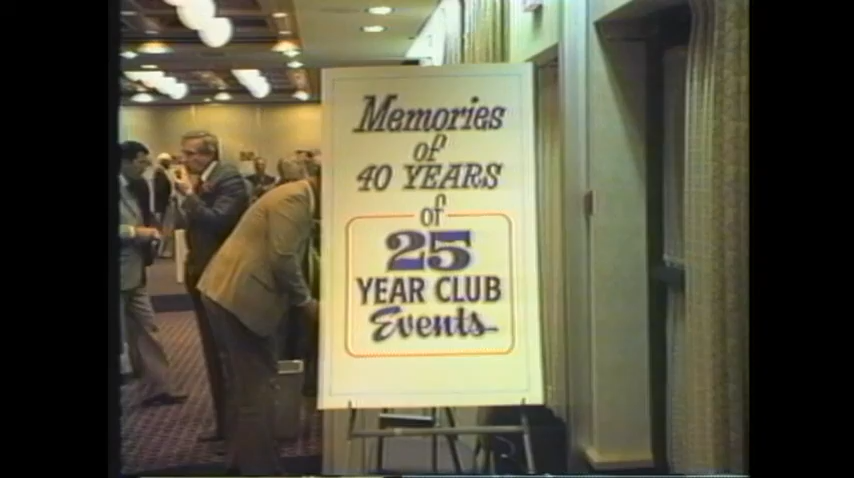 Memories
of
40 YEARS
of
25
YEAR CLUB
Events